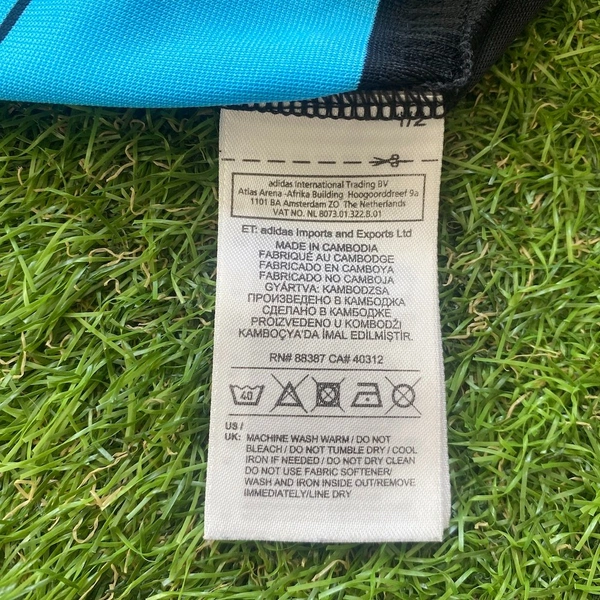 1/2
adidas International Trading BV
Atlas Arena -Afrika Building Hoogoorddreef 9a
1101 BA Amsterdam ZO The Netherlands
VAT NO. NL 8073.01.322.B.01
ET: adidas Imports and Exports Ltd
MADE IN CAMBODIA
FABRIQUÉ AU CAMBODGE
FABRICADO EN CAMBOYA
FABRICADO NO CAMBOJA
GYÁRTVA: KAMBODZSA
ПРОИЗВЕДЕНО В КАМБОДЖА
СДЕЛАНО В КАМБОДЖЕ
PROIZVEDENO U KOMBODŽI
KAMBOÇYA'DA İMAL EDİLMİŞTİR.
RN# 88387 CA# 40312
40
US /
UK: MACHINE WASH WARM / DO NOT
BLEACH / DO NOT TUMBLE DRY / COOL
IRON IF NEEDED / DO NOT DRY CLEAN
DO NOT USE FABRIC SOFTENER/
WASH AND IRON INSIDE OUT/REMOVE
IMMEDIATELY/LINE DRY